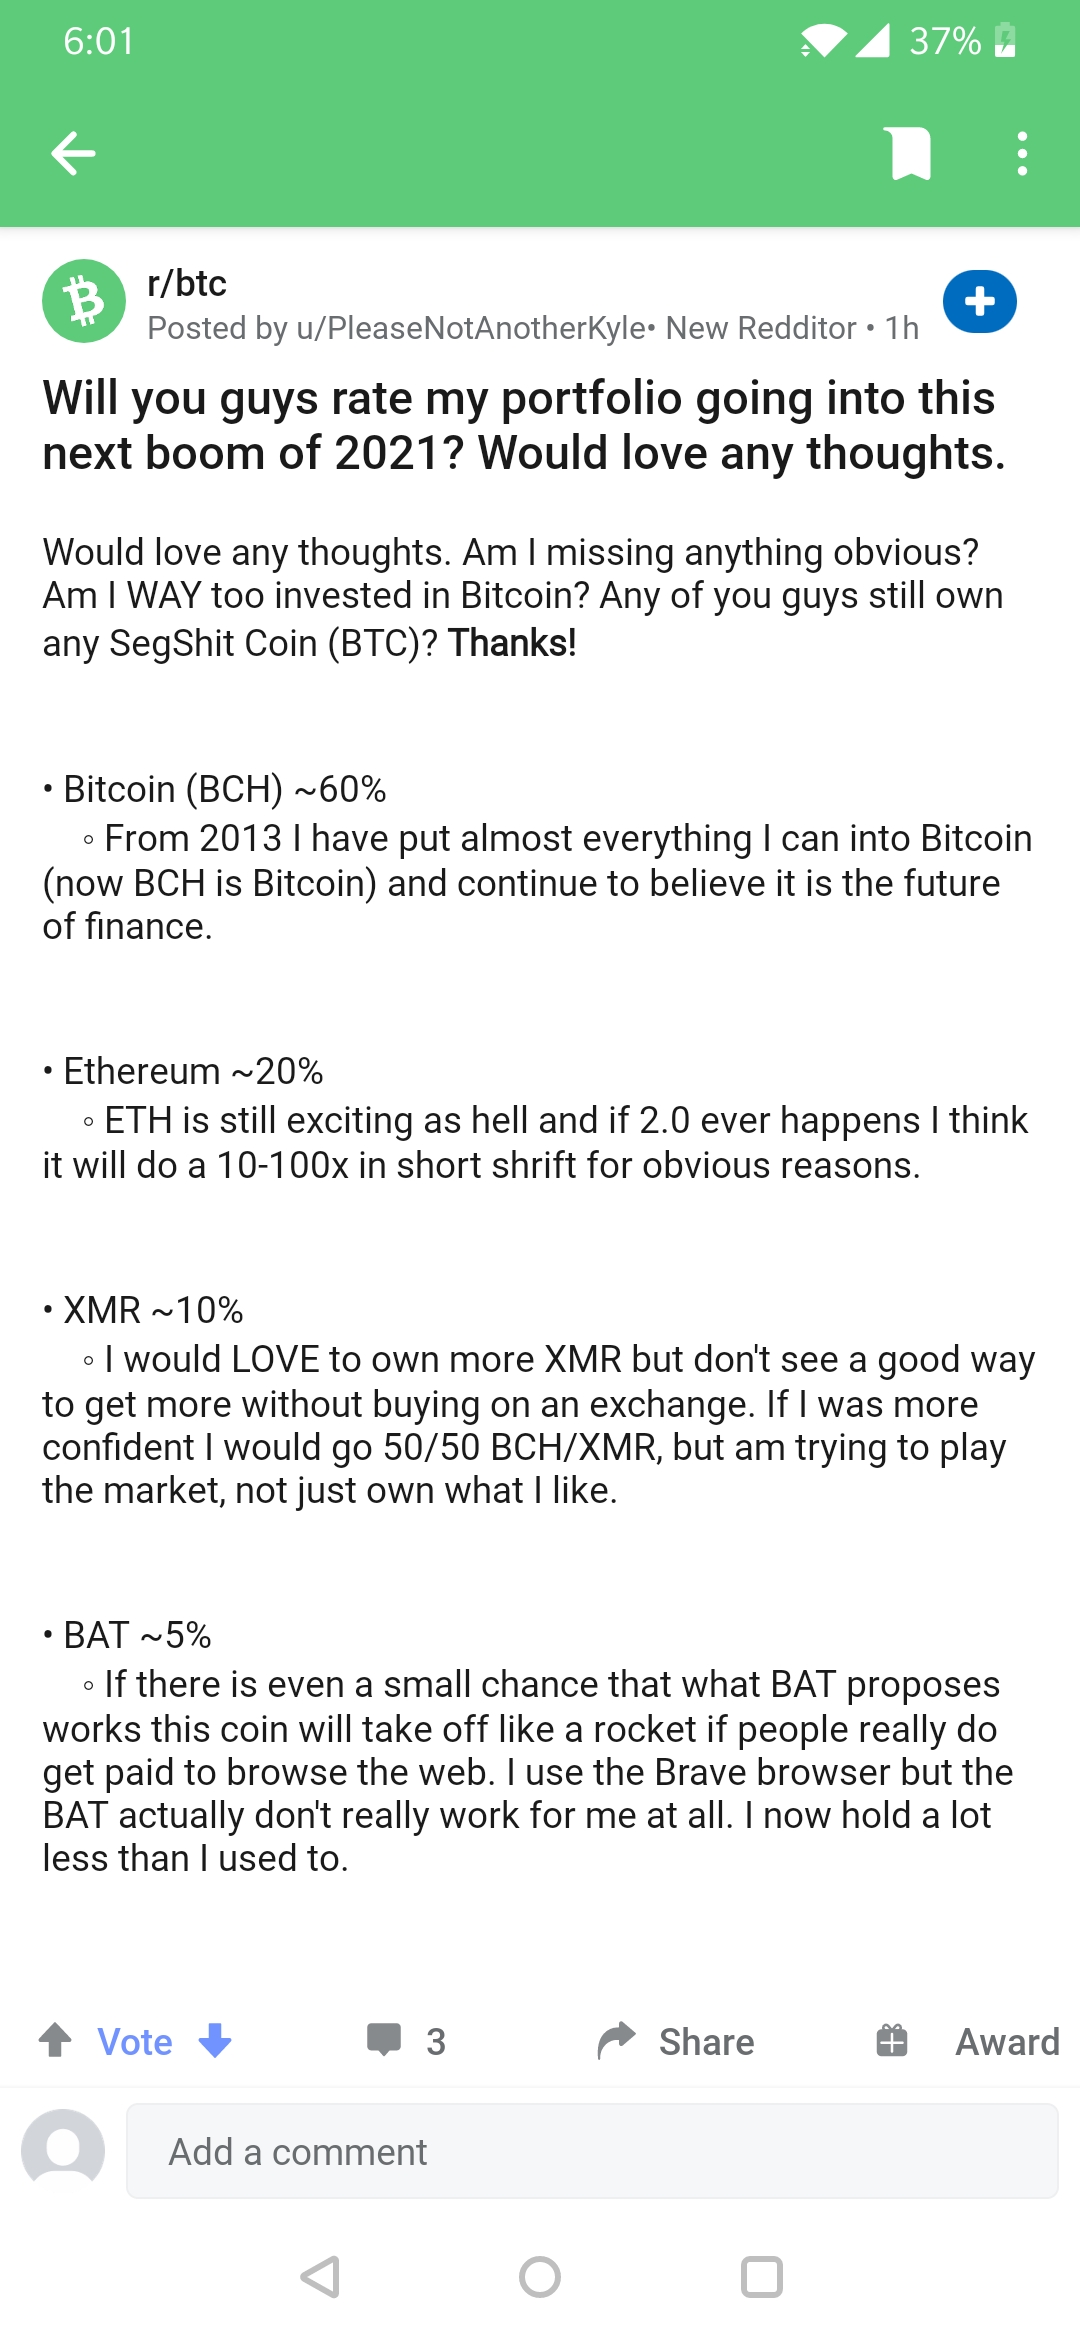 6:01
37%
r/btc
Posted by u/PleaseNotAnotherKyle• New Redditor • 1h
Will you guys rate my portfolio going into this
next boom of 2021? Would love any thoughts.
Would love any thoughts. Am I missing anything obvious?
Am I WAY too invested in Bitcoin? Any of you guys still own
any SegShit Coin (BTC)? Thanks!
• Bitcoin (BCH) ~60%
◦ From 2013 I have put almost everything I can into Bitcoin
(now BCH is Bitcoin) and continue to believe it is the future
of finance.
• Ethereum ~20%
◦ ETH is still exciting as hell and if 2.0 ever happens I think
it will do a 10-100x in short shrift for obvious reasons.
• XMR ~10%
◦ I would LOVE to own more XMR but don't see a good way
to get more without buying on an exchange. If I was more
confident I would go 50/50 BCH/XMR, but am trying to play
the market, not just own what I like.
• BAT ~5%
◦ If there is even a small chance that what BAT proposes
works this coin will take off like a rocket if people really do
get paid to browse the web. I use the Brave browser but the
BAT actually don't really work for me at all. I now hold a lot
less than I used to.
Vote 3 Share Award
Add a comment